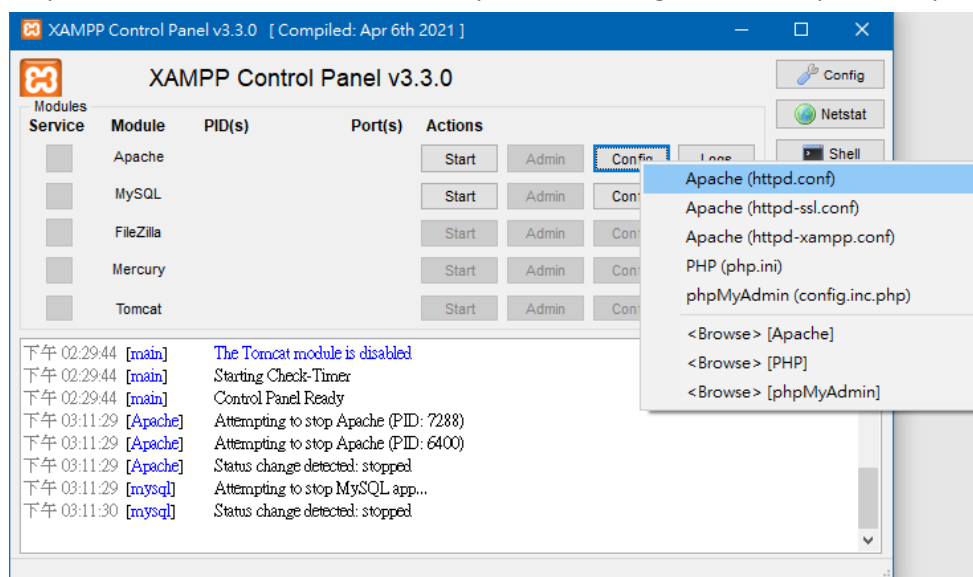 XAMPP Control Panel v3.3.0 [ Compiled: Apr 6th 2021 ]
XAMPP Control Panel v3.3.0
Config
Modules
Netstat
Service Module PID(s) Port(s) Actions
Shell
Apache Start Admin Config Logs
MySQL Start Admin
FileZilla Start Admin
Mercury Start Admin
Tomcat Start Admin
Apache (httpd.conf)
Apache (httpd-ssl.conf)
Apache (httpd-xampp.conf)
PHP (php.ini)
phpMyAdmin (config.inc.php)
<Browse> [Apache]
<Browse> [PHP]
<Browse> [phpMyAdmin]
下午 02:29:44 [main] The Tomcat module is disabled
下午 02:29:44 [main] Starting Check-Timer
下午 02:29:44 [main] Control Panel Ready
下午 03:11:29 [Apache] Attempting to stop Apache (PID: 7288)
下午 03:11:29 [Apache] Attempting to stop Apache (PID: 6400)
下午 03:11:29 [Apache] Status change detected: stopped
下午 03:11:29 [mysql] Attempting to stop MySQL app...
下午 03:11:30 [mysql] Status change detected: stopped